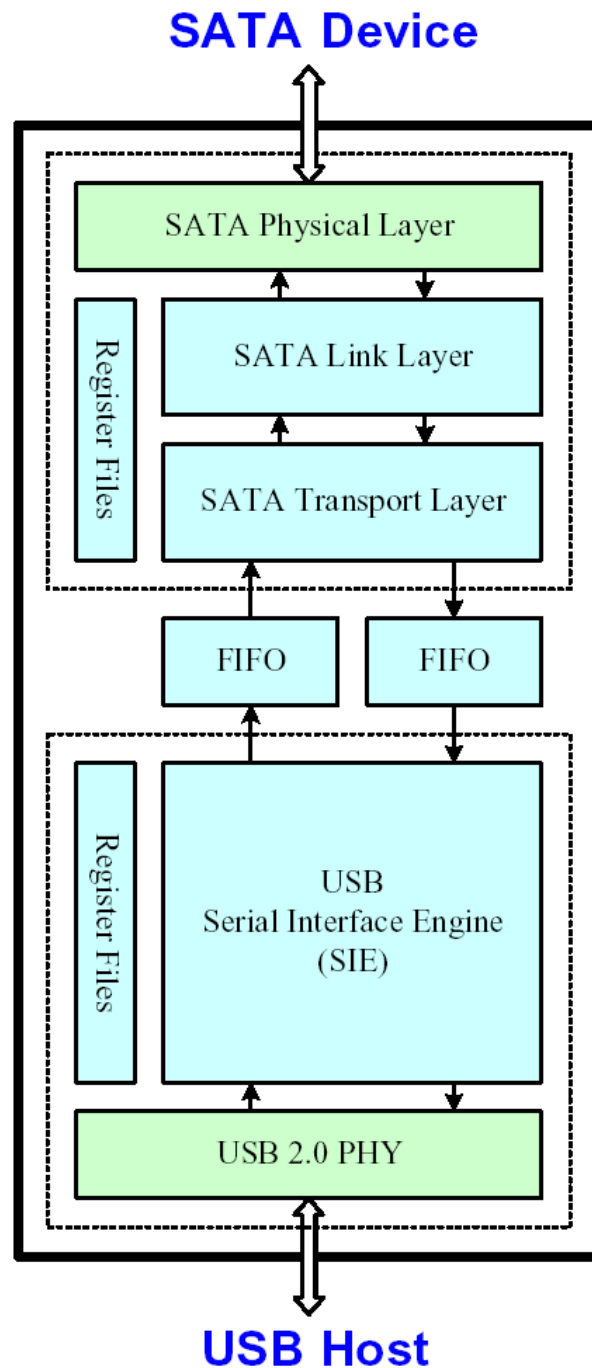 SATA Device
SATA Physical Layer
Register Files
SATA Link Layer
SATA Transport Layer
FIFO
FIFO
Register Files
USB
Serial Interface Engine
(SIE)
USB 2.0 PHY
USB Host